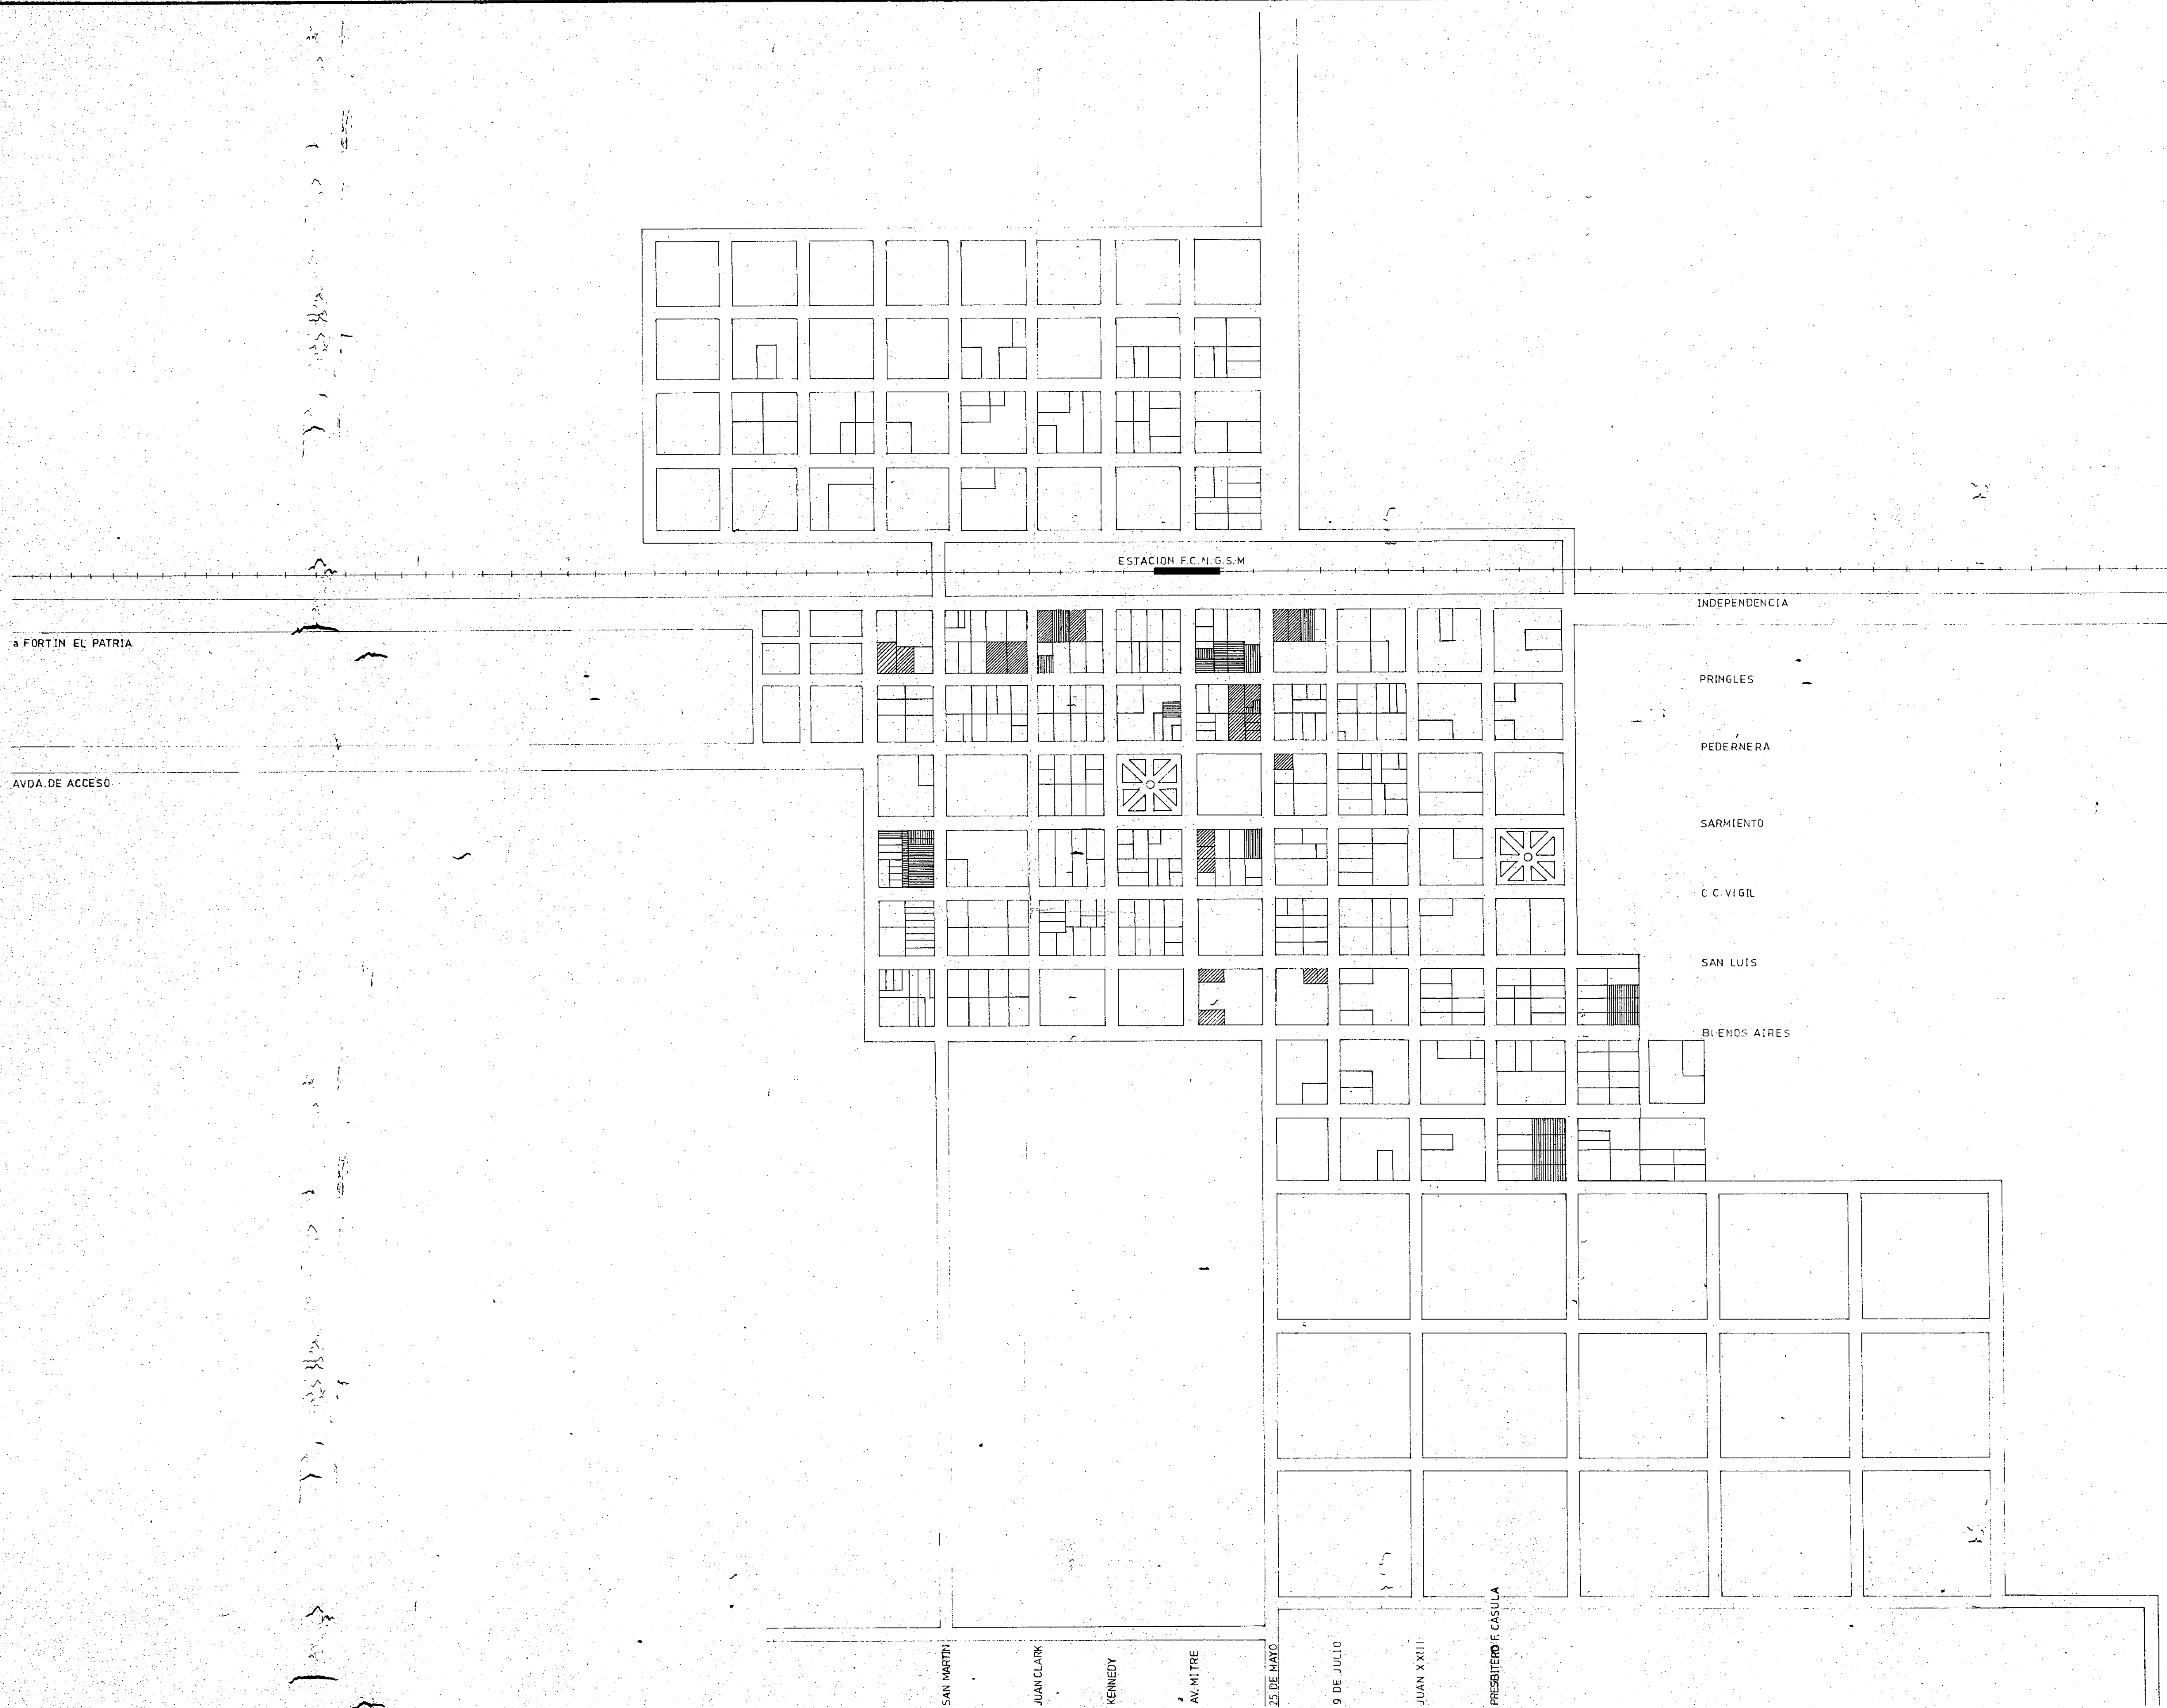 ESTACION F.C.N.G.S.M
INDEPENDENCIA
a FORTIN EL PATRIA
PRINGLES
PEDERNERA
AVDA. DE ACCESO
SARMIENTO
C C. VIGIL
SAN LUIS
BUENOS AIRES
SAN MARTIN
JUAN CLARK
KENNEDY
AV. MITRE
25 DE MAYO
9 DE JULIO
JUAN XXIII
PRESBITERO F. CASULA